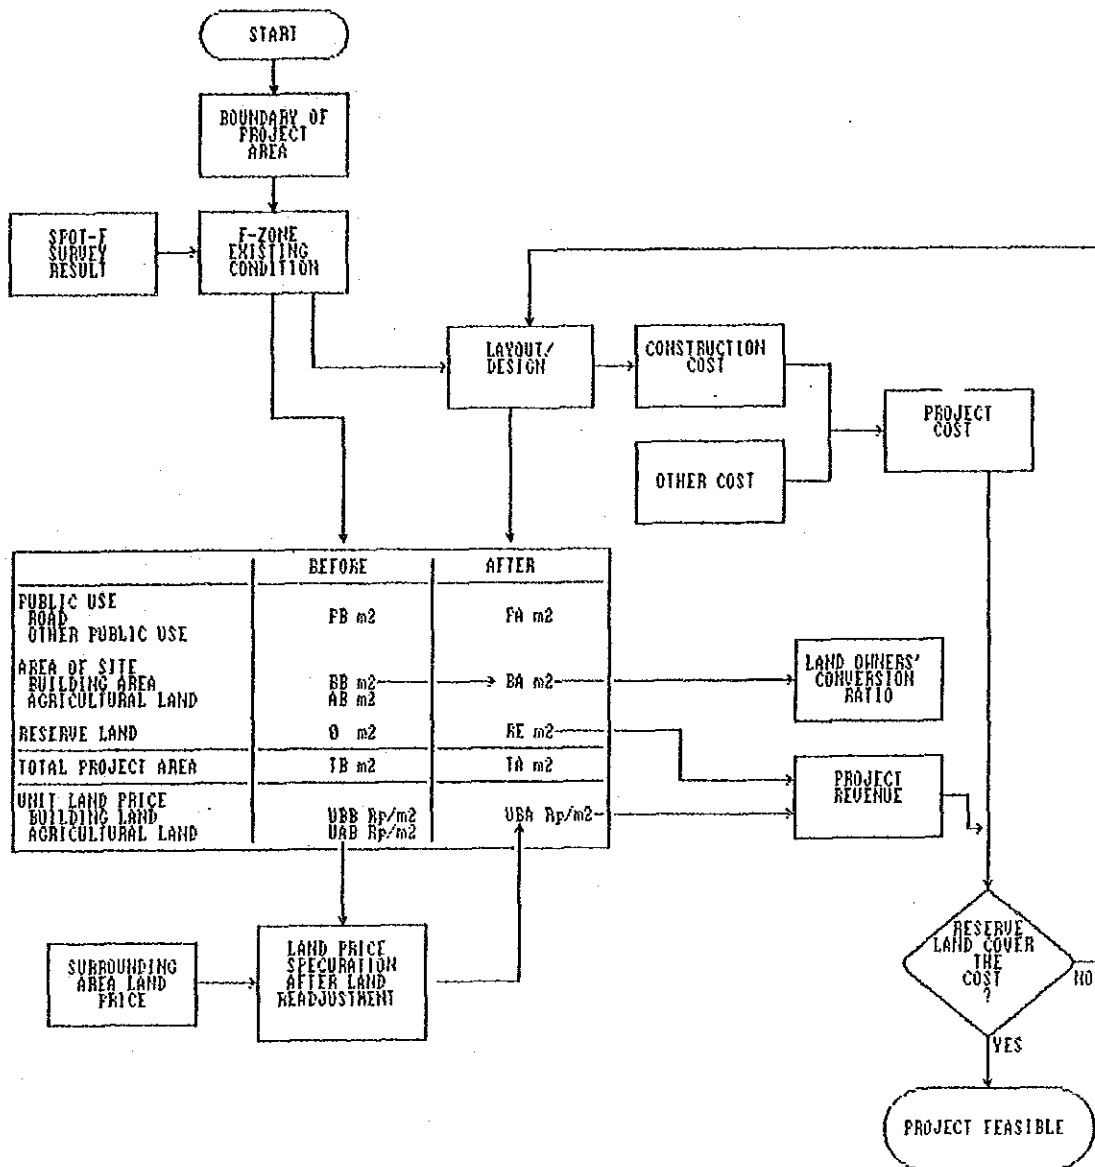 START
BOUNDARY OF
PROJECT
AREA
SPOT-F
SURVEY
RESULT
F-ZONE
EXISTING
CONDITION
LAYOUT/
DESIGN
CONSTRUCTION
COST
OTHER COST
PROJECT
COST
BEFORE AFTER
PUBLIC USE
ROAD PB m2 PA m2
OTHER PUBLIC USE
AREA OF SITE
BUILDING AREA BB m2 BA m2
AGRICULTURAL LAND AB m2
RESERVE LAND 0 m2 RE m2
TOTAL PROJECT AREA TB m2 TA m2
UNIT LAND PRICE
BUILDING LAND UBB Rp/m2 UBA Rp/m2
AGRICULTURAL LAND UAB Rp/m2
LAND OWNERS'
CONVERSION
RATIO
PROJECT
REVENUE
SURROUNDING
AREA LAND
PRICE
LAND PRICE
SPECURATION
AFTER LAND
READJUSTMENT
RESERVE
LAND COVER
THE
COST
?
NO
YES
PROJECT FEASIBLE